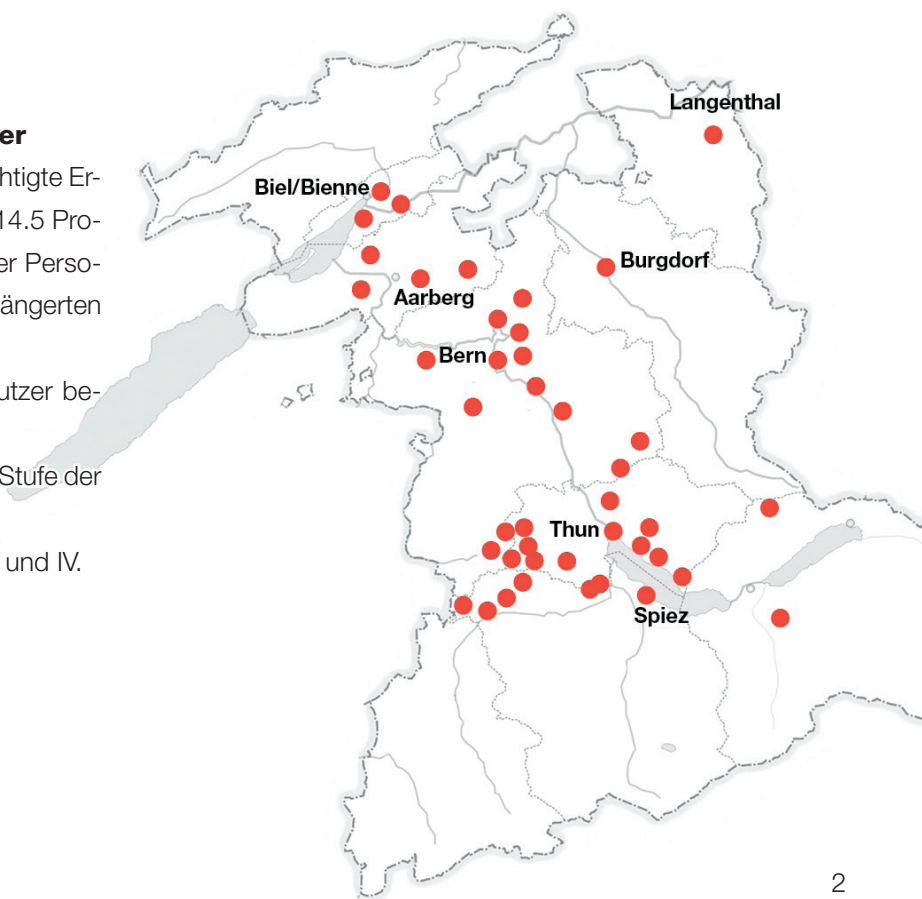 er
htigte Er-
14.5 Pro-
er Perso-
ängerten
utzer be-
Stufe der
und IV.
Langenthal
Biel/Bienne
Burgdorf
Aarberg
Bern
Thun
Spiez
2